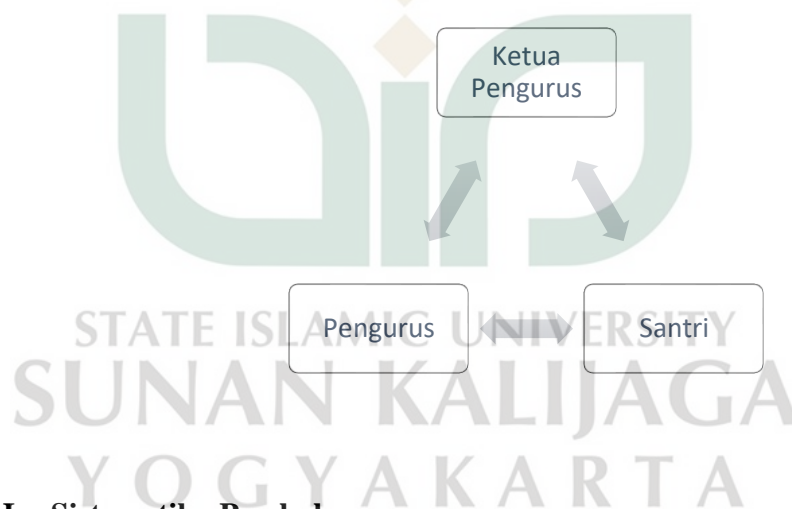 Ketua
Pengurus
Pengurus
Santri
STATE ISLAMIC UNIVERSITY
SUNAN KALIJAGA
YOGYAKARTA